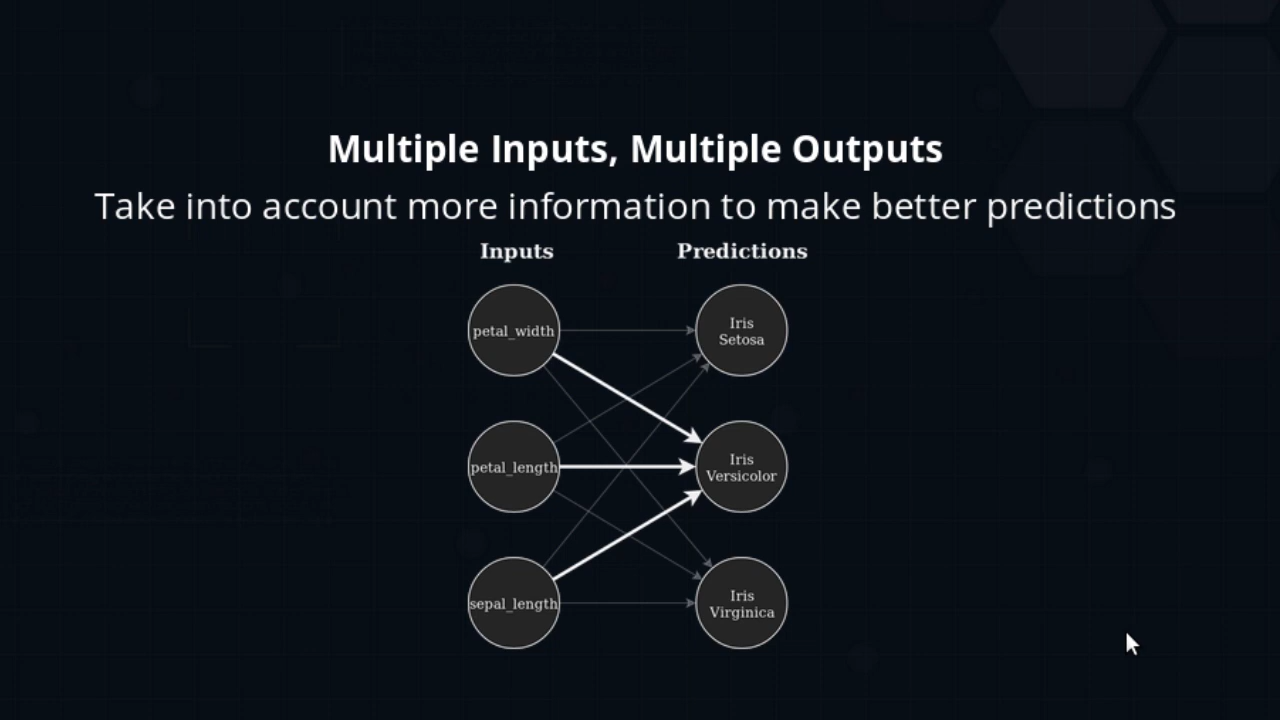 Multiple Inputs, Multiple Outputs
Take into account more information to make better predictions
Inputs
Predictions
petal_width
Iris
Setosa
petal_length
Iris
Versicolor
sepal_length
Iris
Virginica